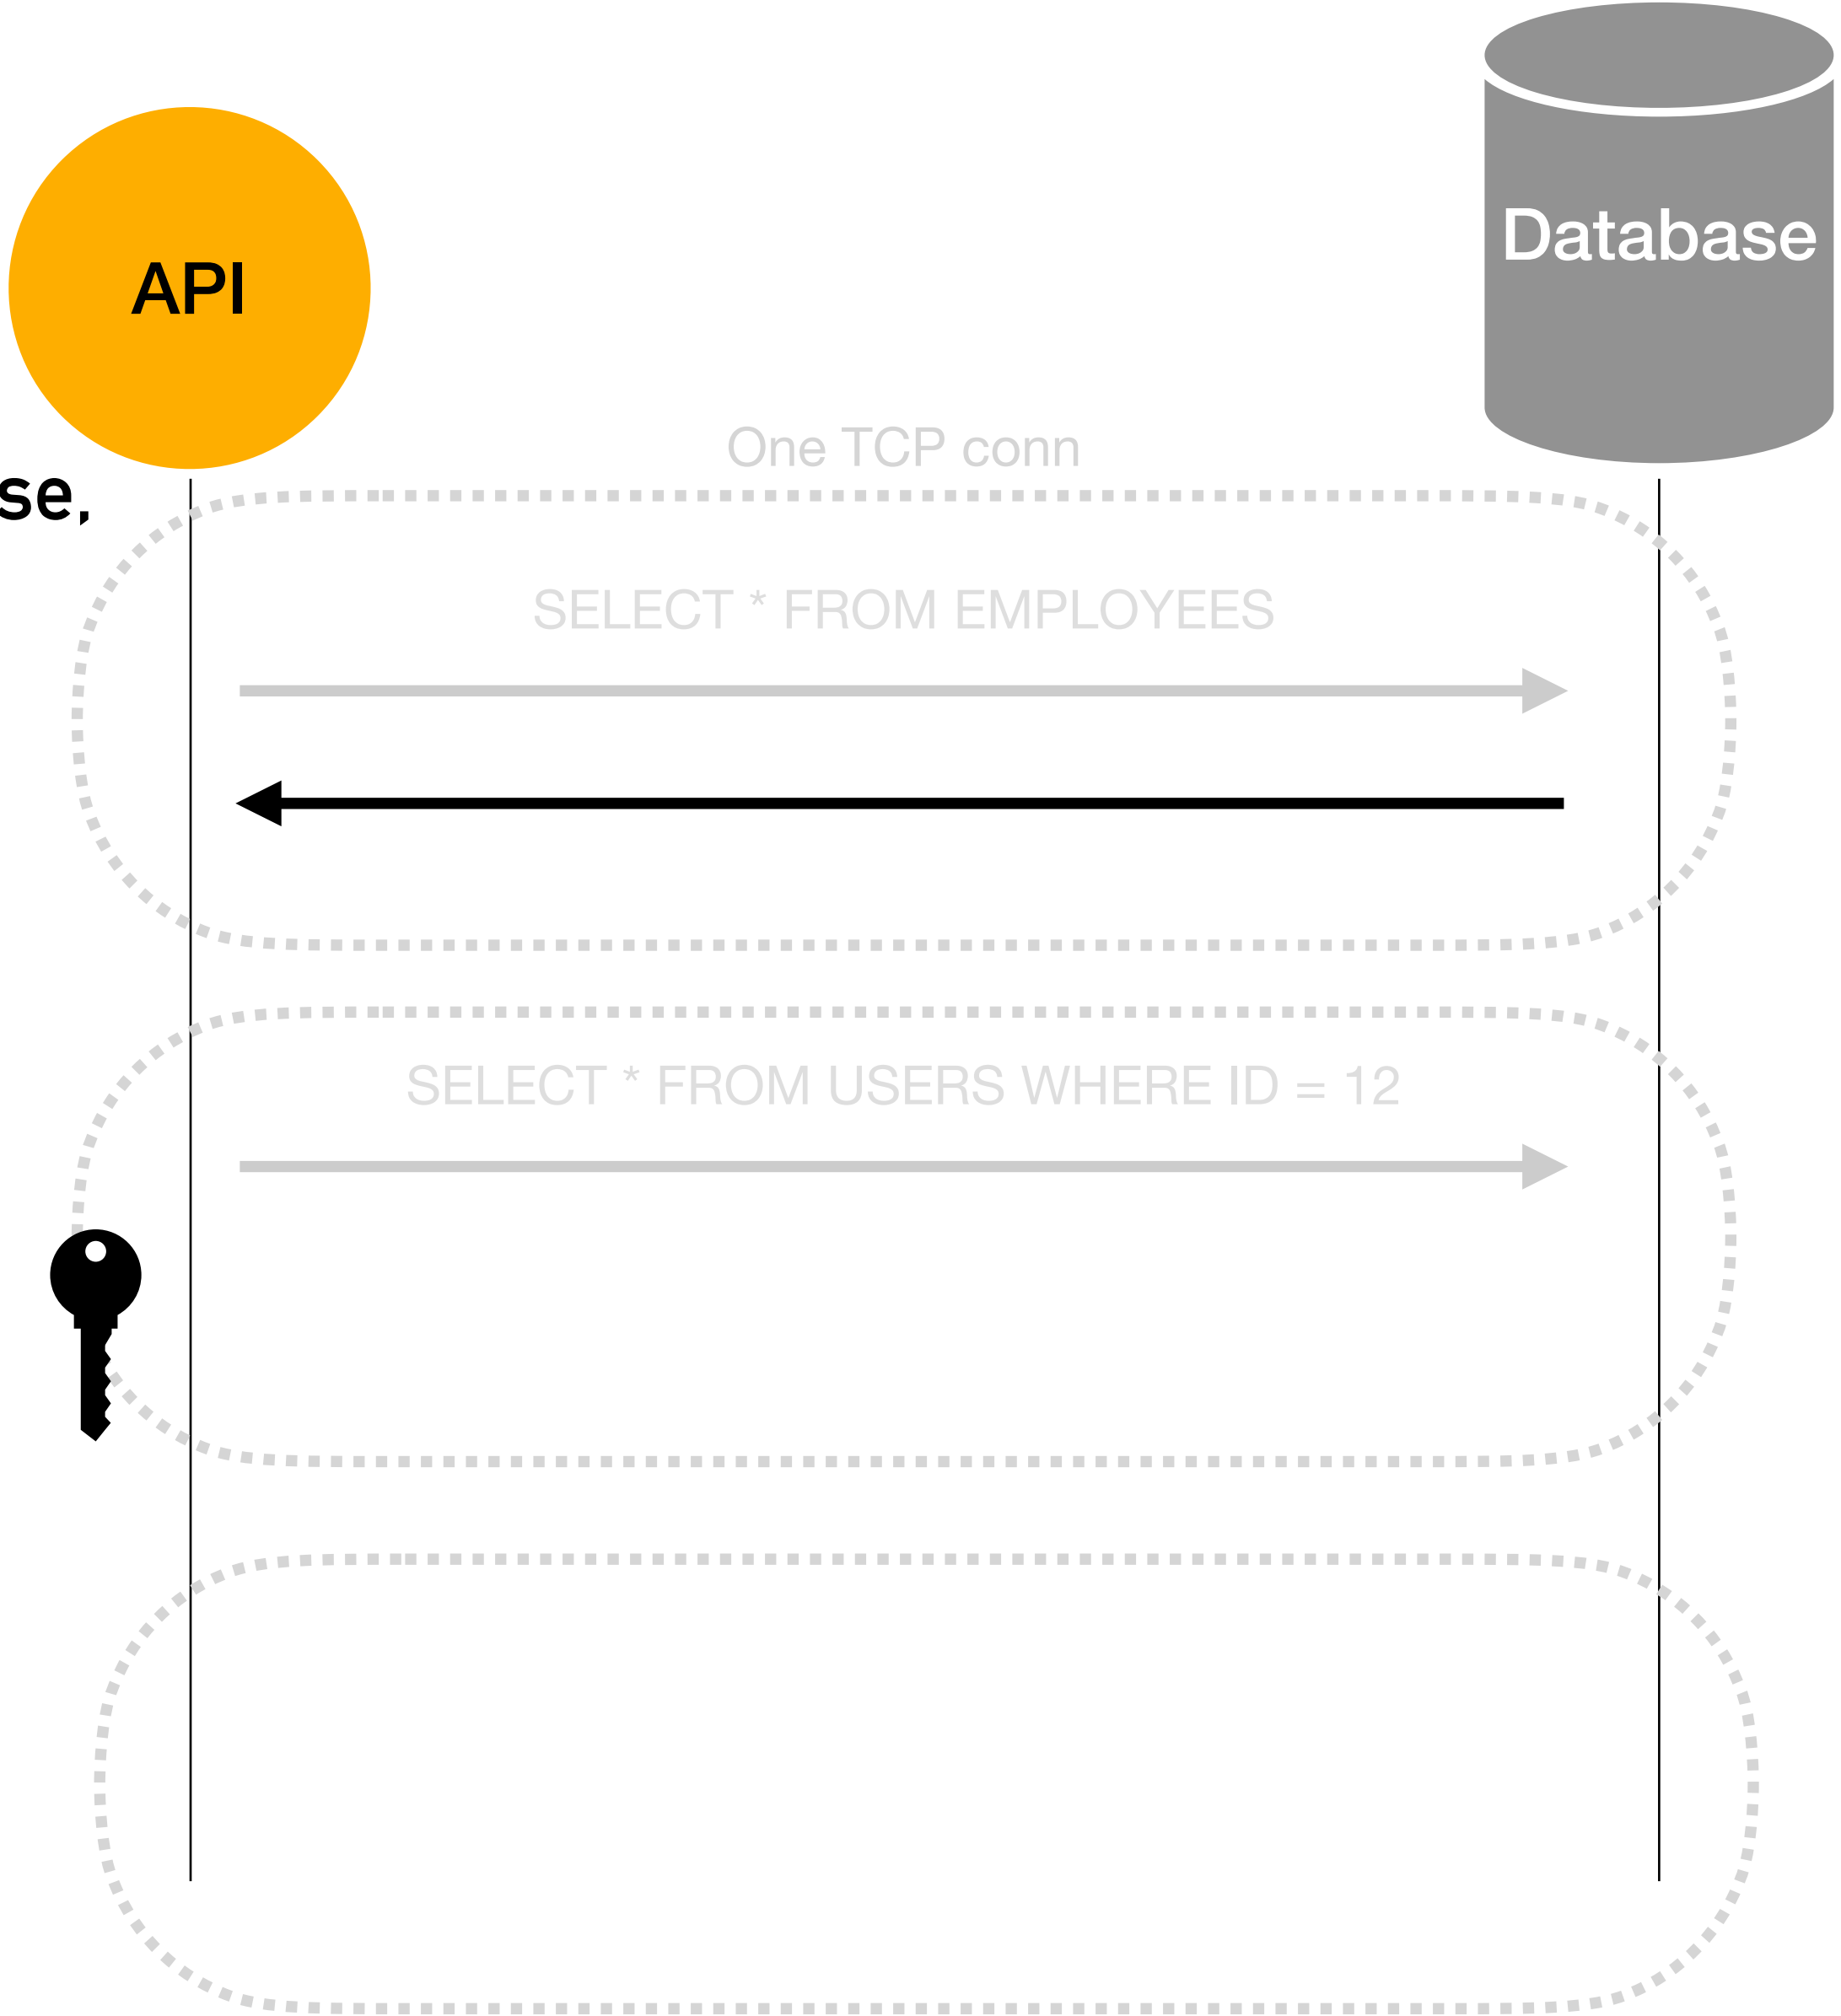 Database
API
One TCP conn
se,
SELECT * FROM EMPLOYEES
SELECT * FROM USERS WHERE ID = 12